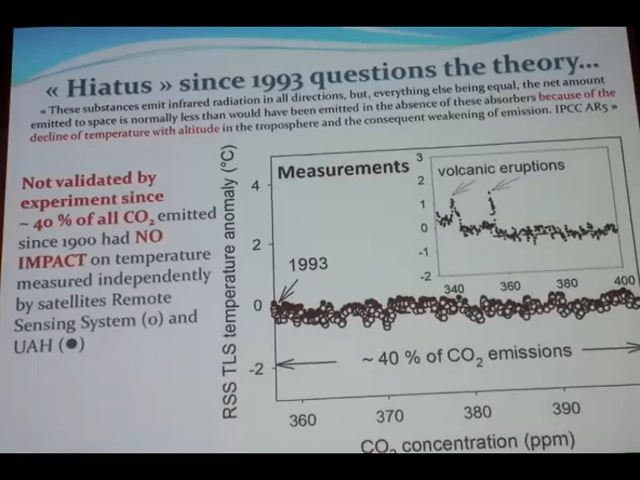 « Hiatus » since 1993 questions the theory...
« These substances emit infrared radiation in all directions, but, everything else being equal, the net amount
emitted to space is normally less than would have been emitted in the absence of these absorbers because of the
decline of temperature with altitude in the troposphere and the consequent weakening of emission. IPCC AR5 »
Not validated by
experiment since
~ 40 % of all CO2 emitted
since 1900 had NO
IMPACT on temperature
measured independently
by satellites Remote
Sensing System (o) and
UAH (●)
RSS TLS temperature anomaly (°C)
4
2
0
-2
Measurements
1993
3
2
1
0
-1
-2
volcanic eruptions
340 360 380 400
~ 40 % of CO2 emissions
360 370 380 390
CO2 concentration (ppm)